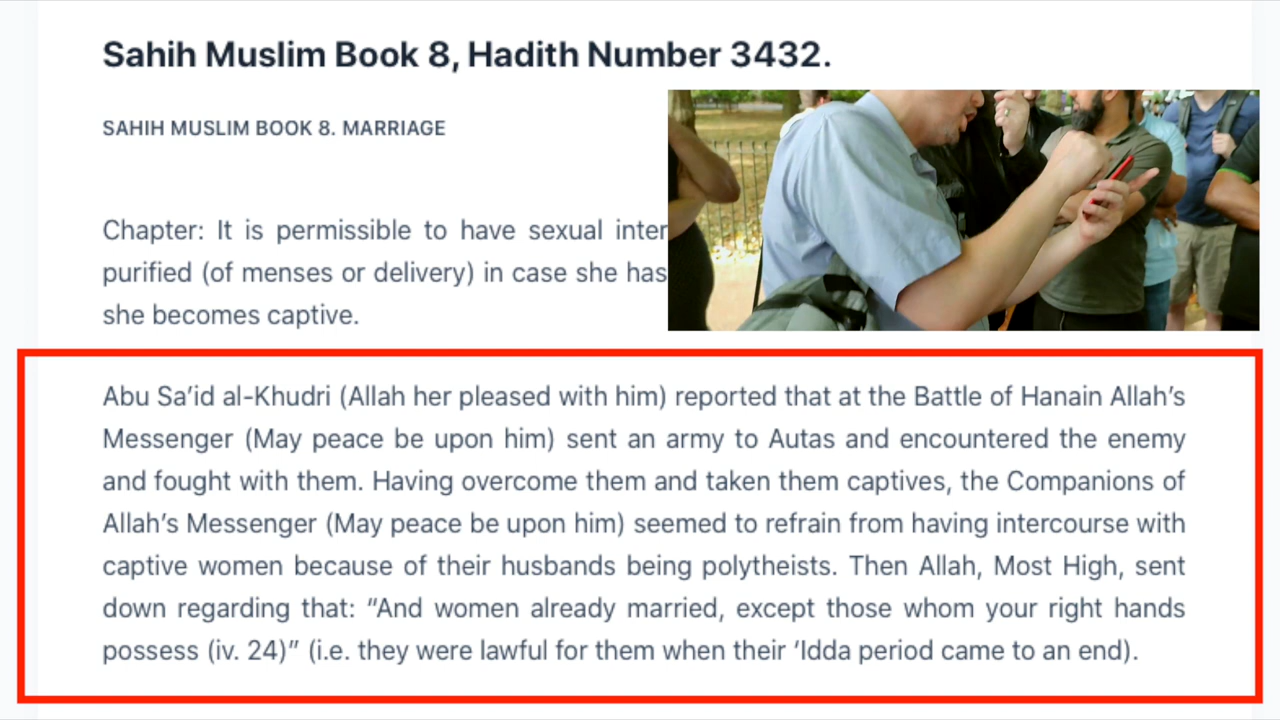 Sahih Muslim Book 8, Hadith Number 3432.
SAHIH MUSLIM BOOK 8. MARRIAGE
Chapter: It is permissible to have sexual inter
purified (of menses or delivery) in case she has
she becomes captive.
Abu Sa’id al-Khudri (Allah her pleased with him) reported that at the Battle of Hanain Allah’s
Messenger (May peace be upon him) sent an army to Autas and encountered the enemy
and fought with them. Having overcome them and taken them captives, the Companions of
Allah’s Messenger (May peace be upon him) seemed to refrain from having intercourse with
captive women because of their husbands being polytheists. Then Allah, Most High, sent
down regarding that: “And women already married, except those whom your right hands
possess (iv. 24)” (i.e. they were lawful for them when their ‘Idda period came to an end).